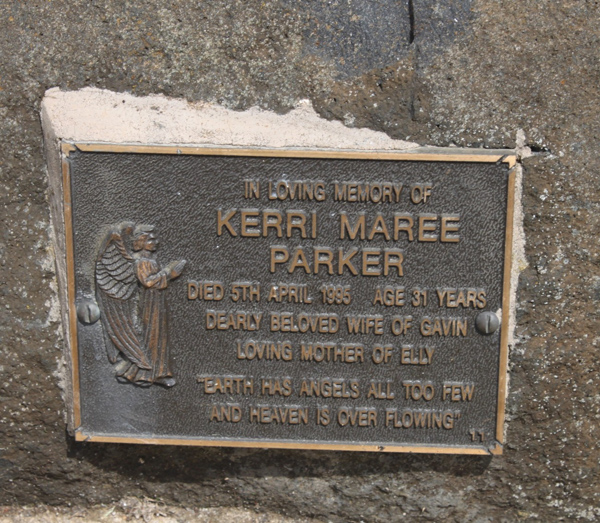 IN LOVING MEMORY OF
KERRI MAREE
PARKER
DIED 5TH APRIL 1995 AGE 31 YEARS
DEARLY BELOVED WIFE OF GAVIN
LOVING MOTHER OF ELLY
"EARTH HAS ANGELS ALL TOO FEW
AND HEAVEN IS OVER FLOWING"
11